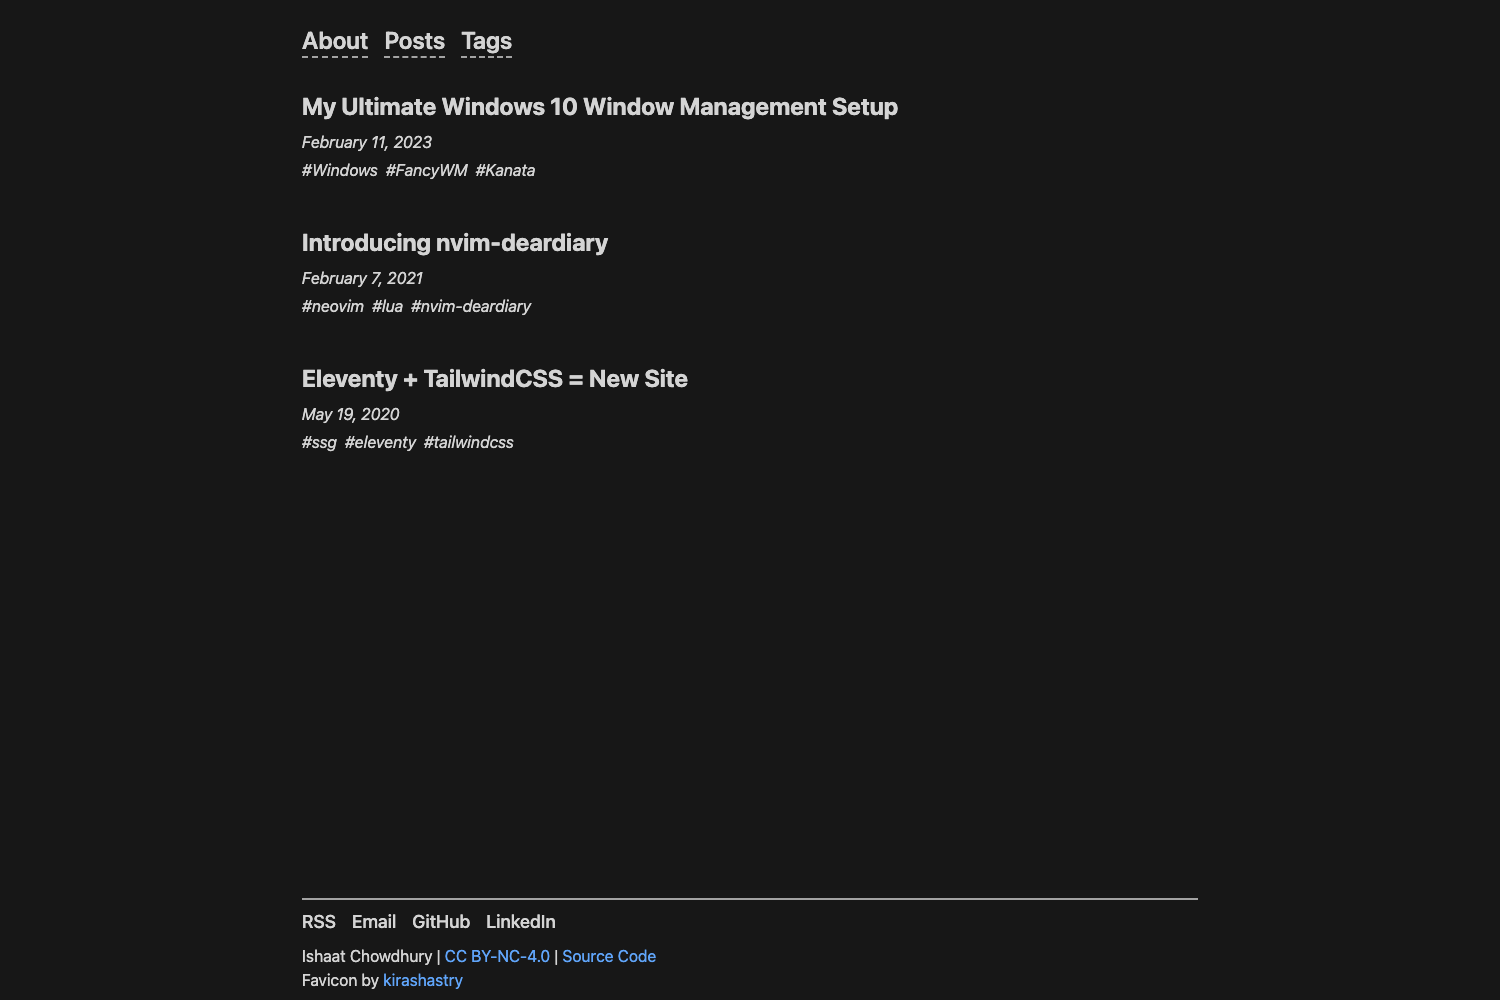 About Posts Tags
My Ultimate Windows 10 Window Management Setup
February 11, 2023
#Windows #FancyWM #Kanata
Introducing nvim-deardiary
February 7, 2021
#neovim #lua #nvim-deardiary
Eleventy + TailwindCSS = New Site
May 19, 2020
#ssg #eleventy #tailwindcss
RSS Email GitHub LinkedIn
Ishaat Chowdhury | CC BY-NC-4.0 | Source Code
Favicon by kirashastry